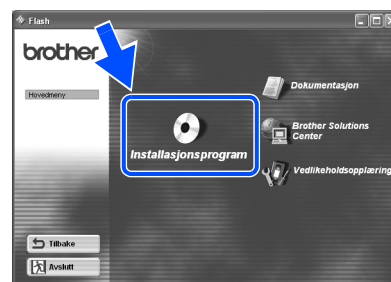 Flash
brother
Hovedmeny
Dokumentasjon
Brother Solutions
Center
Installasjonsprogram
Vedlikeholdsopplæring
Tilbake
Avslutt